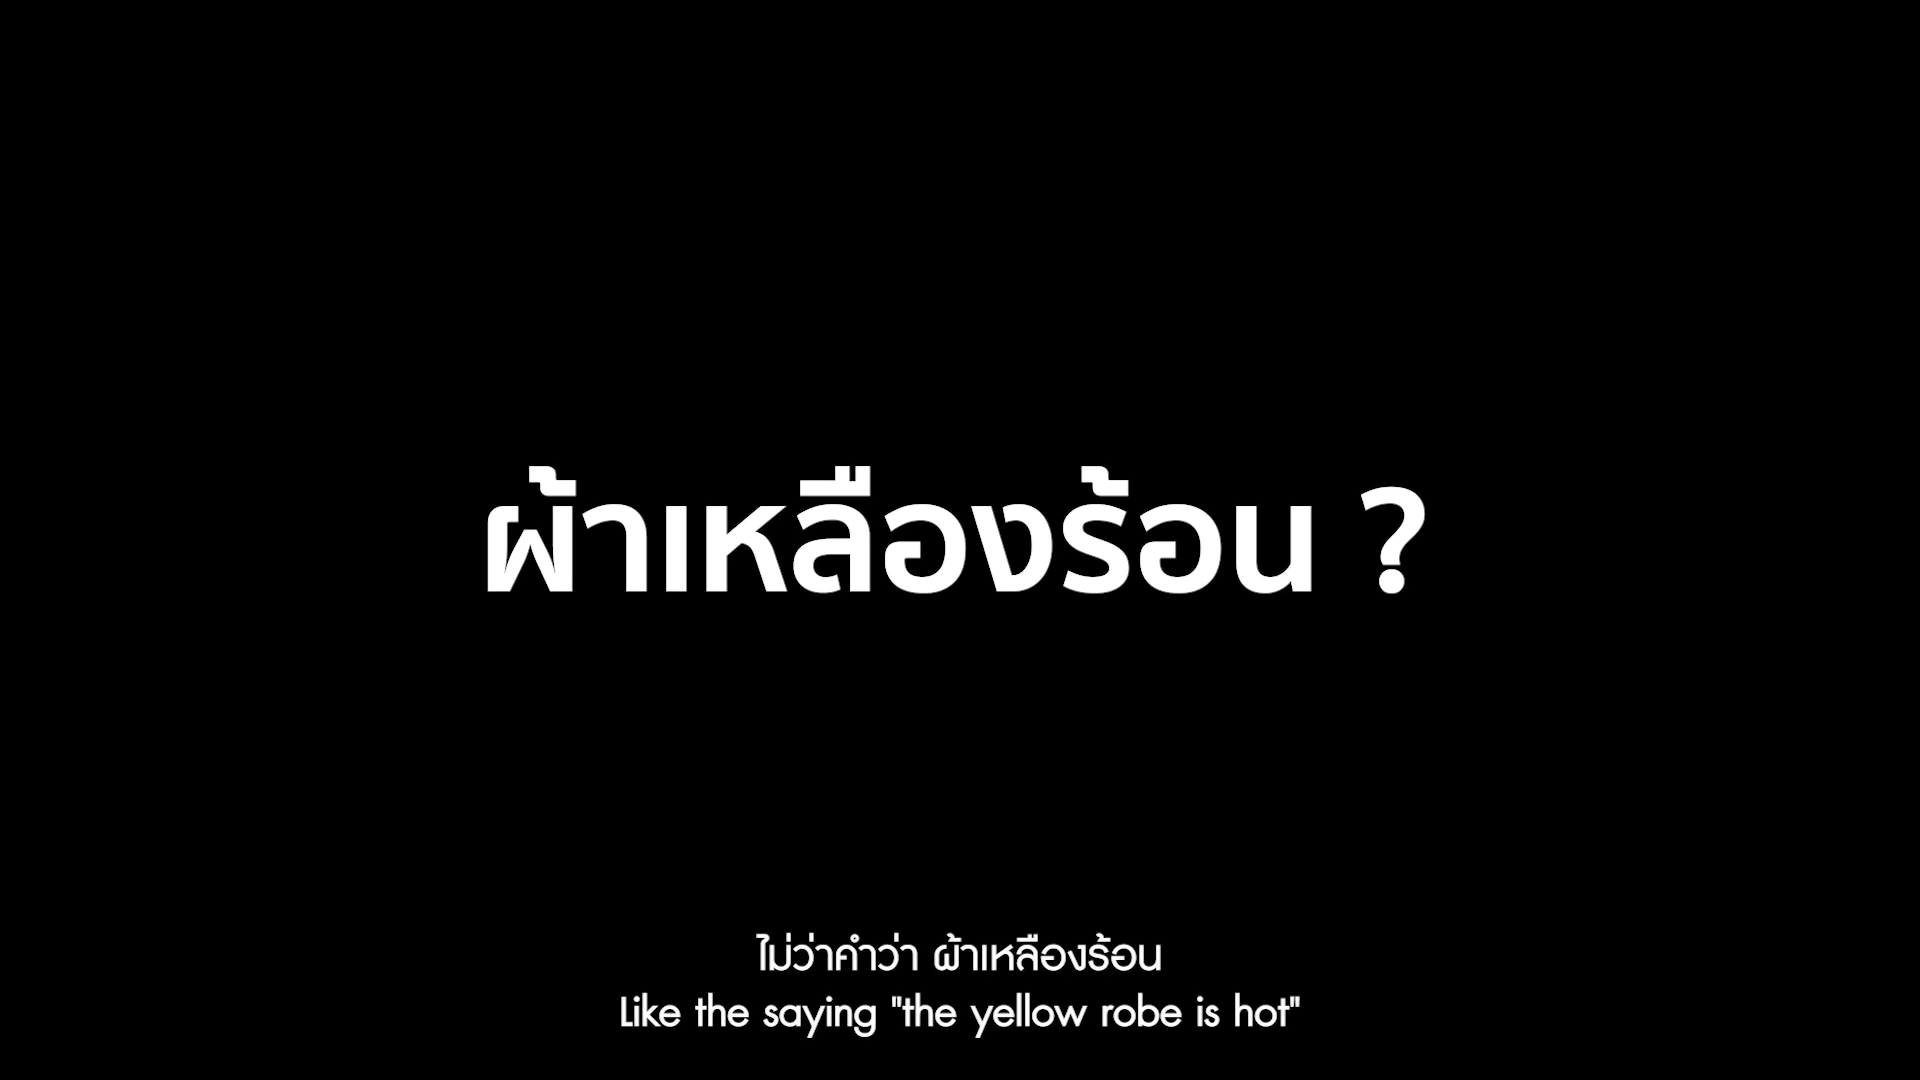 ผ้าเหลืองร้อน ?
ไม่ว่าคำว่า ผ้าเหลืองร้อน
Like the saying "the yellow robe is hot"